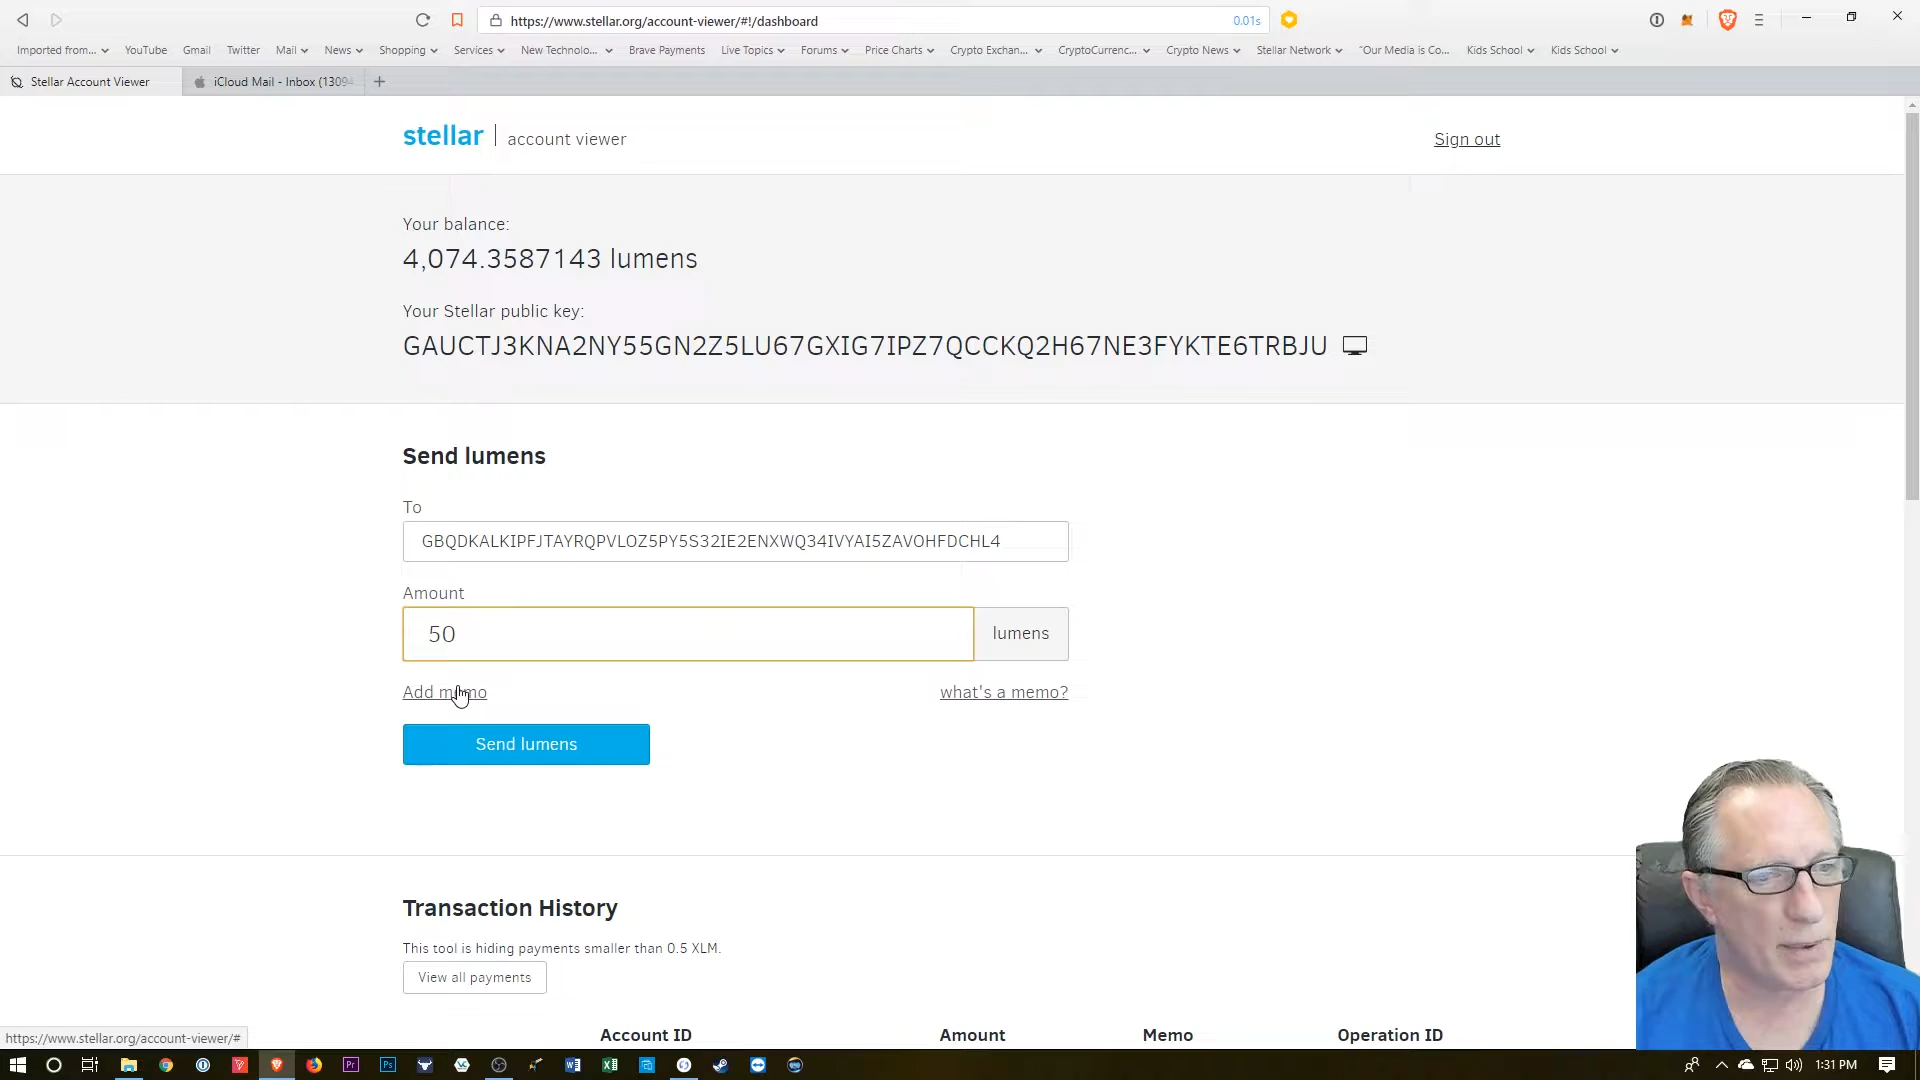 https://www.stellar.org/account-viewer/#!/dashboard
0.01s
Imported from...
YouTube
Gmail
Twitter
Mail
News
Shopping
Services
New Technolo...
Brave Payments
Live Topics
Forums
Price Charts
Crypto Exchan...
CryptoCurrenc...
Crypto News
Stellar Network
"Our Media is Co...
Kids School
Kids School
Stellar Account Viewer
iCloud Mail - Inbox (13094
stellar | account viewer
Sign out
Your balance:
4,074.3587143 lumens
Your Stellar public key:
GAUCTJ3KNA2NY55GN2Z5LU67GXIG7IPZ7QCCKQ2H67NE3FYKTE6TRBJU
Send lumens
To
GBQDKALKIPFJTAYRQPVLOZ5PY5S32IE2ENXWQ34IVYAI5ZAVOHFDCHL4
Amount
50
lumens
Add memo
what's a memo?
Send lumens
Transaction History
This tool is hiding payments smaller than 0.5 XLM.
View all payments
Account ID
Amount
Memo
Operation ID
https://www.stellar.org/account-viewer/#
1:31 PM